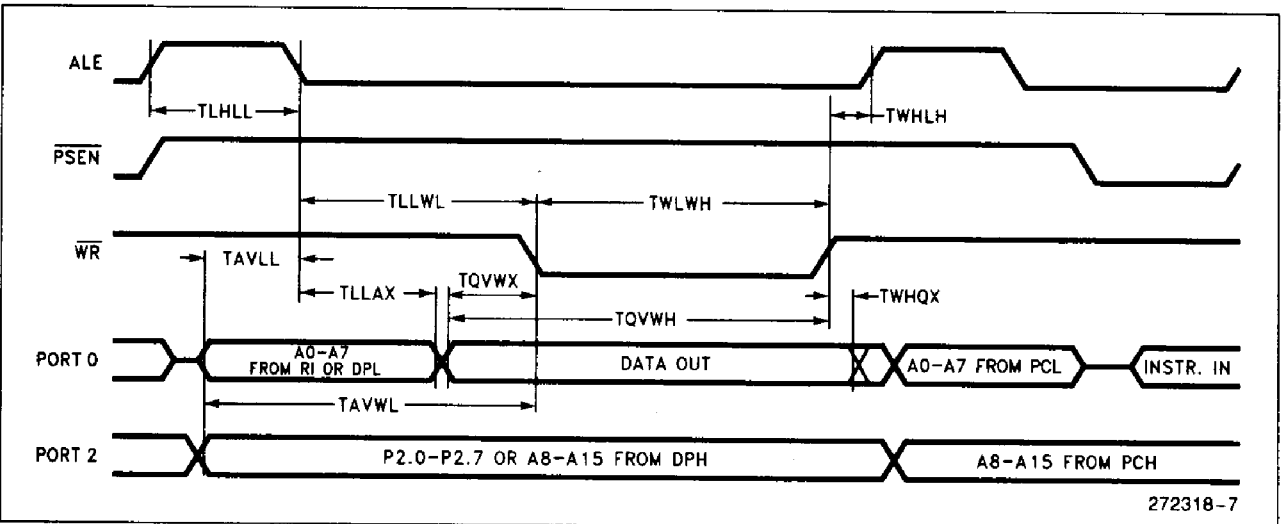 ALE
TLHLL
TWHLH
PSEN
TLLWL
TWLWH
WR
TAVLL
TQVWX
TLLAX
TWHQX
TQVWH
PORT 0
A0-A7
FROM RI OR DPL
DATA OUT
A0-A7 FROM PCL
INSTR. IN
TAVWL
PORT 2
P2.0-P2.7 OR A8-A15 FROM DPH
A8-A15 FROM PCH
272318-7